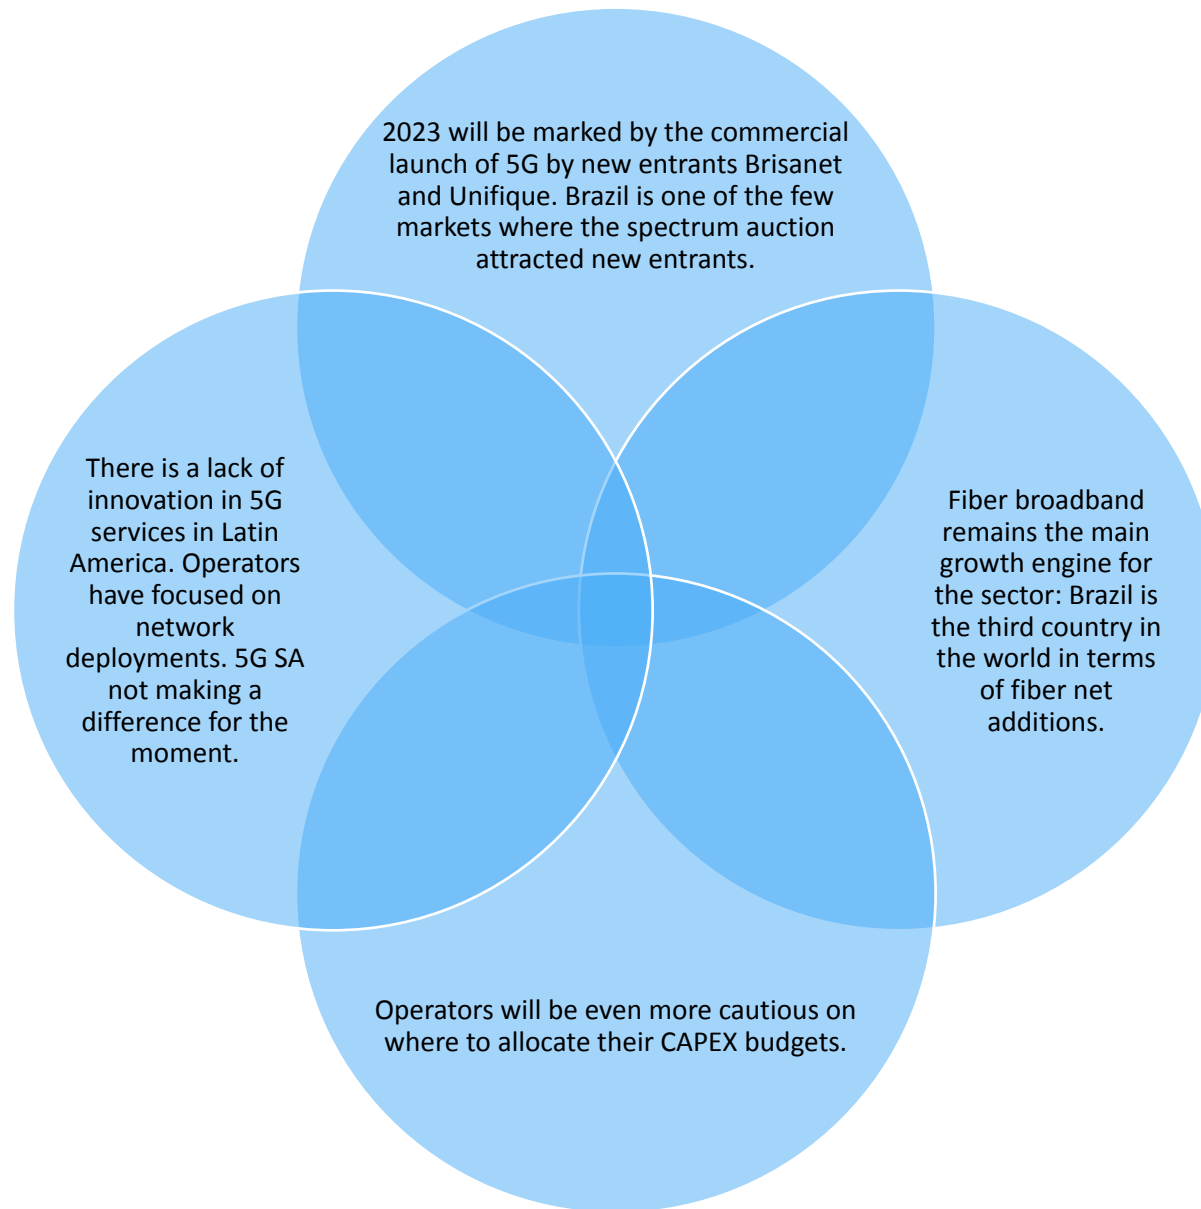 2023 will be marked by the commercial
launch of 5G by new entrants Brisanet
and Unifique. Brazil is one of the few
markets where the spectrum auction
attracted new entrants.
There is a lack of
innovation in 5G
services in Latin
America. Operators
have focused on
network
deployments. 5G SA
not making a
difference for the
moment.
Fiber broadband
remains the main
growth engine for
the sector: Brazil is
the third country in
the world in terms
of fiber net
additions.
Operators will be even more cautious on
where to allocate their CAPEX budgets.